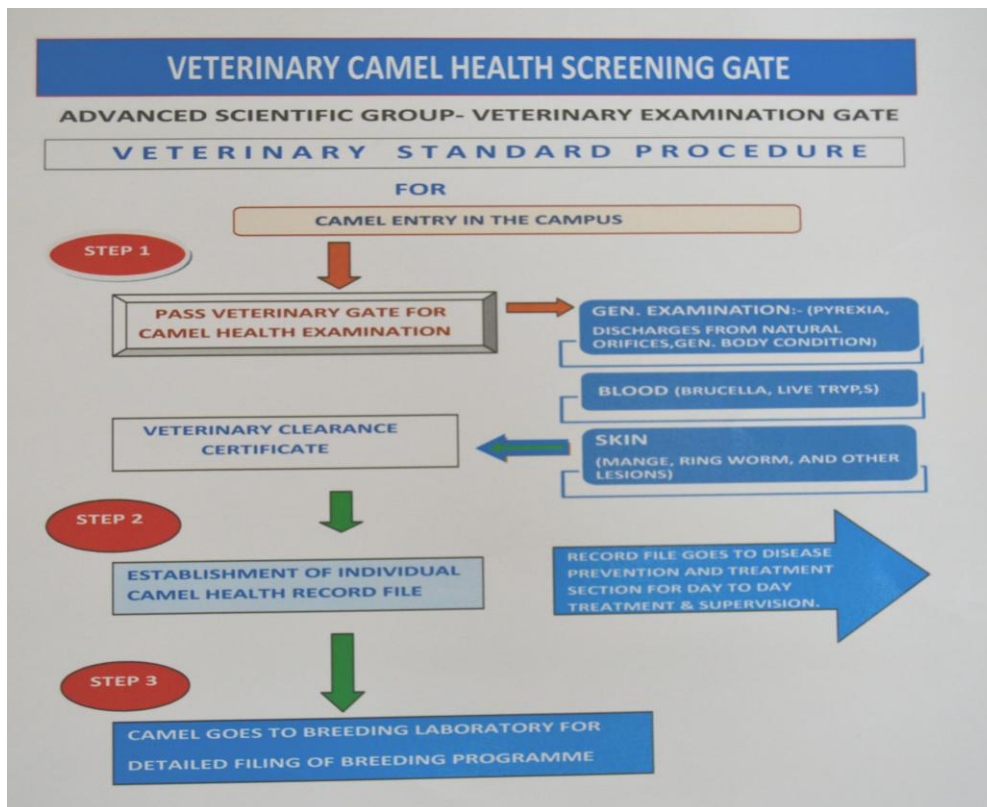 VETERINARY CAMEL HEALTH SCREENING GATE
ADVANCED SCIENTIFIC GROUP- VETERINARY EXAMINATION GATE
VETERINARY STANDARD PROCEDURE
FOR
CAMEL ENTRY IN THE CAMPUS
STEP 1
PASS VETERINARY GATE FOR
CAMEL HEALTH EXAMINATION
GEN. EXAMINATION:- (PYREXIA,
DISCHARGES FROM NATURAL
ORIFICES,GEN. BODY CONDITION)
BLOOD (BRUCELLA, LIVE TRYP,S)
SKIN
(MANGE, RING WORM, AND OTHER
LESIONS)
VETERINARY CLEARANCE
CERTIFICATE
STEP 2
ESTABLISHMENT OF INDIVIDUAL
CAMEL HEALTH RECORD FILE
RECORD FILE GOES TO DISEASE
PREVENTION AND TREATMENT
SECTION FOR DAY TO DAY
TREATMENT & SUPERVISION.
STEP 3
CAMEL GOES TO BREEDING LABORATORY FOR
DETAILED FILING OF BREEDING PROGRAMME